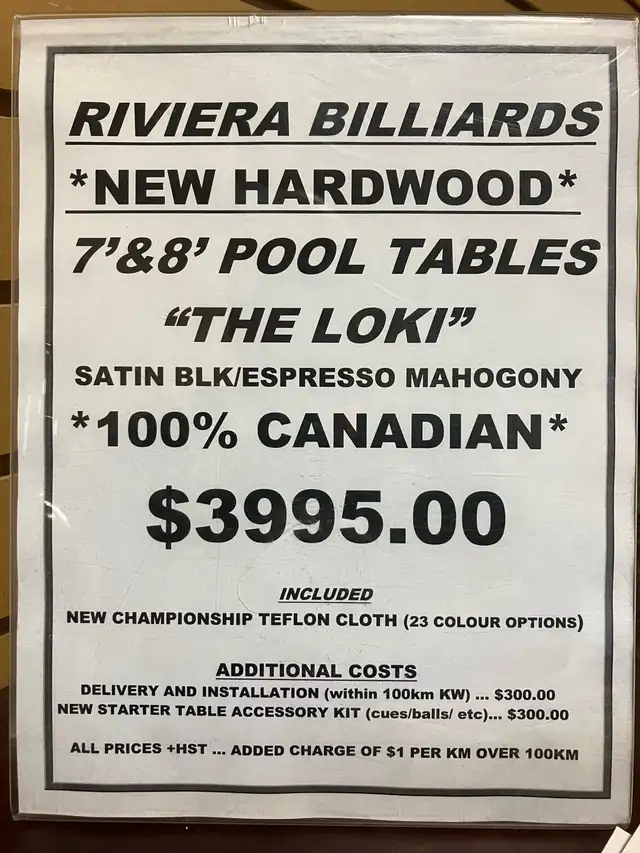 RIVIERA BILLIARDS
*NEW HARDWOOD*
7'&8' POOL TABLES
“THE LOKI”
SATIN BLK/ESPRESSO MAHOGONY
*100% CANADIAN*
$3995.00
INCLUDED
NEW CHAMPIONSHIP TEFLON CLOTH (23 COLOUR OPTIONS)
ADDITIONAL COSTS
DELIVERY AND INSTALLATION (within 100km KW) ... $300.00
NEW STARTER TABLE ACCESSORY KIT (cues/balls/ etc)... $300.00
ALL PRICES +HST ... ADDED CHARGE OF $1 PER KM OVER 100KM